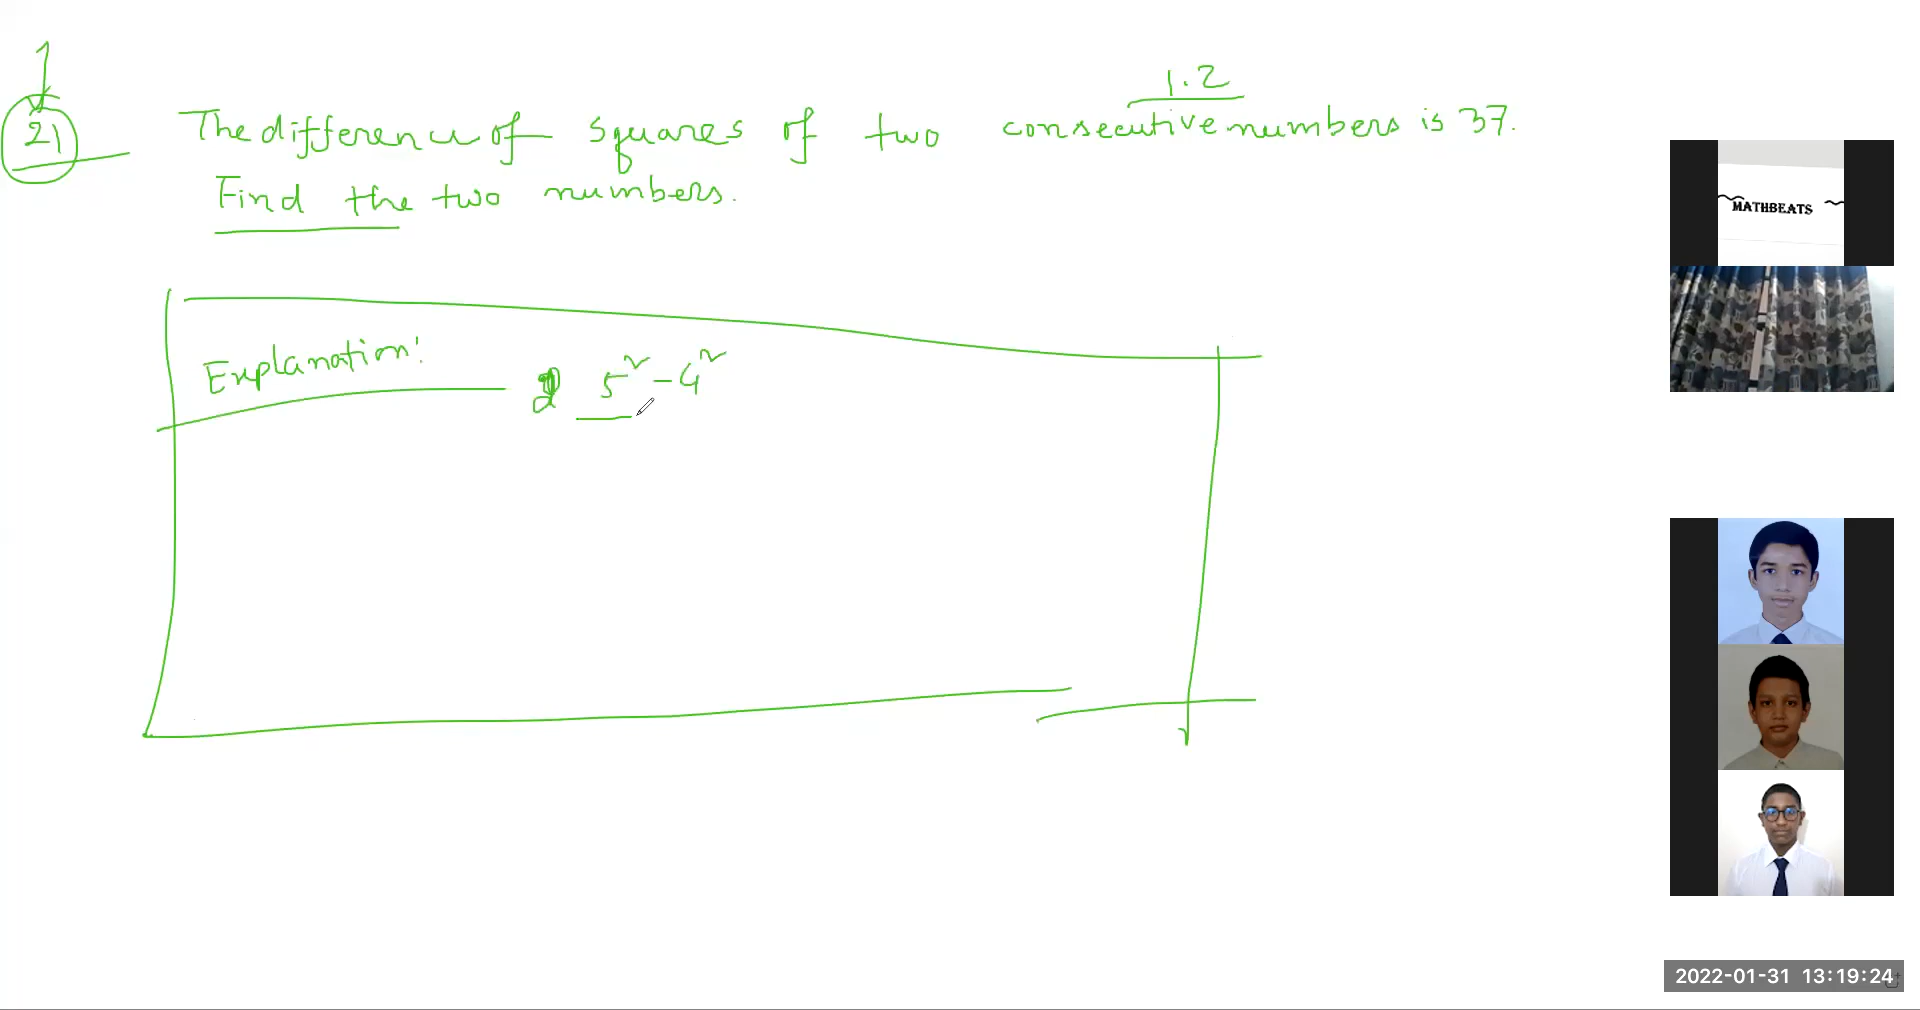 1
21
1.2
The difference of squares of two consecutive numbers is 37.
Find the two numbers.
Explanation:
5² - 4²
MATHBEATS
2022-01-31 13:19:24